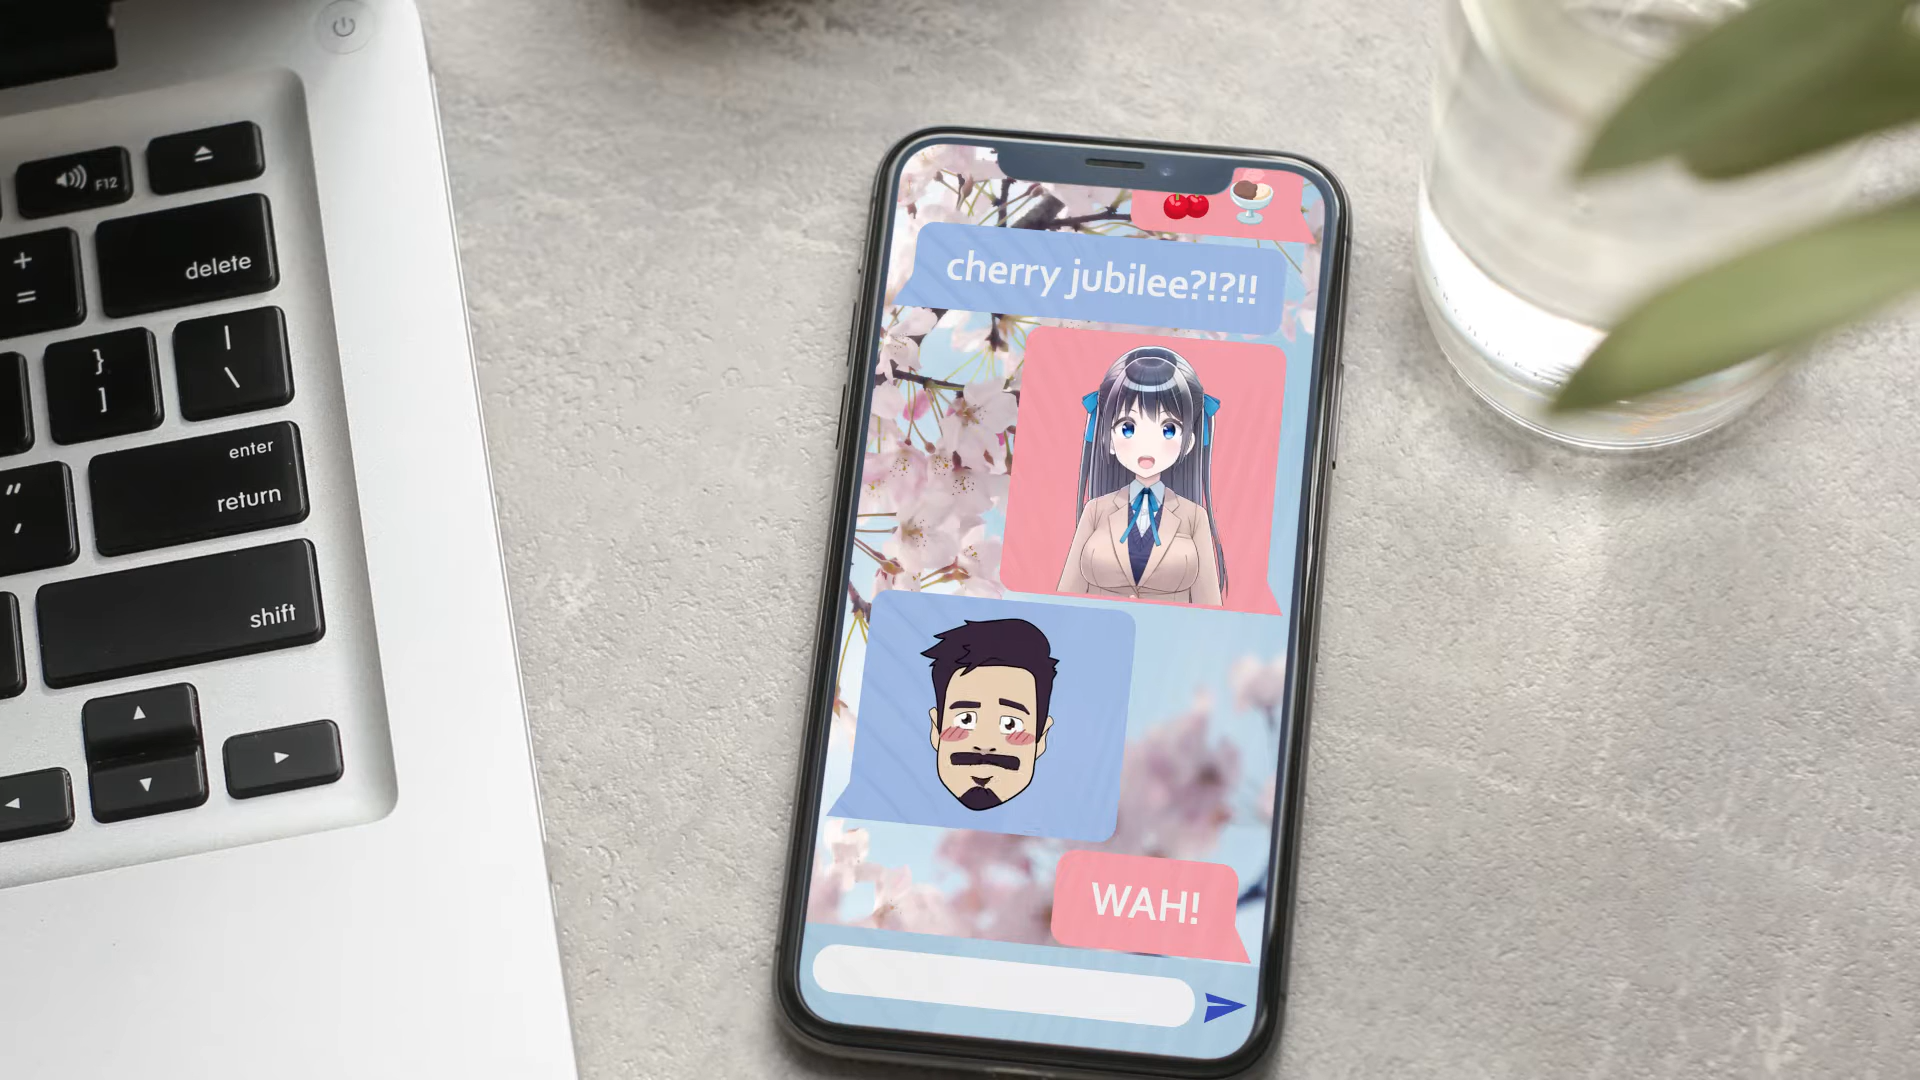 F12
delete
+
=
}
]
|
\
enter
return
"
'
shift
cherry jubilee?!?!!
WAH!